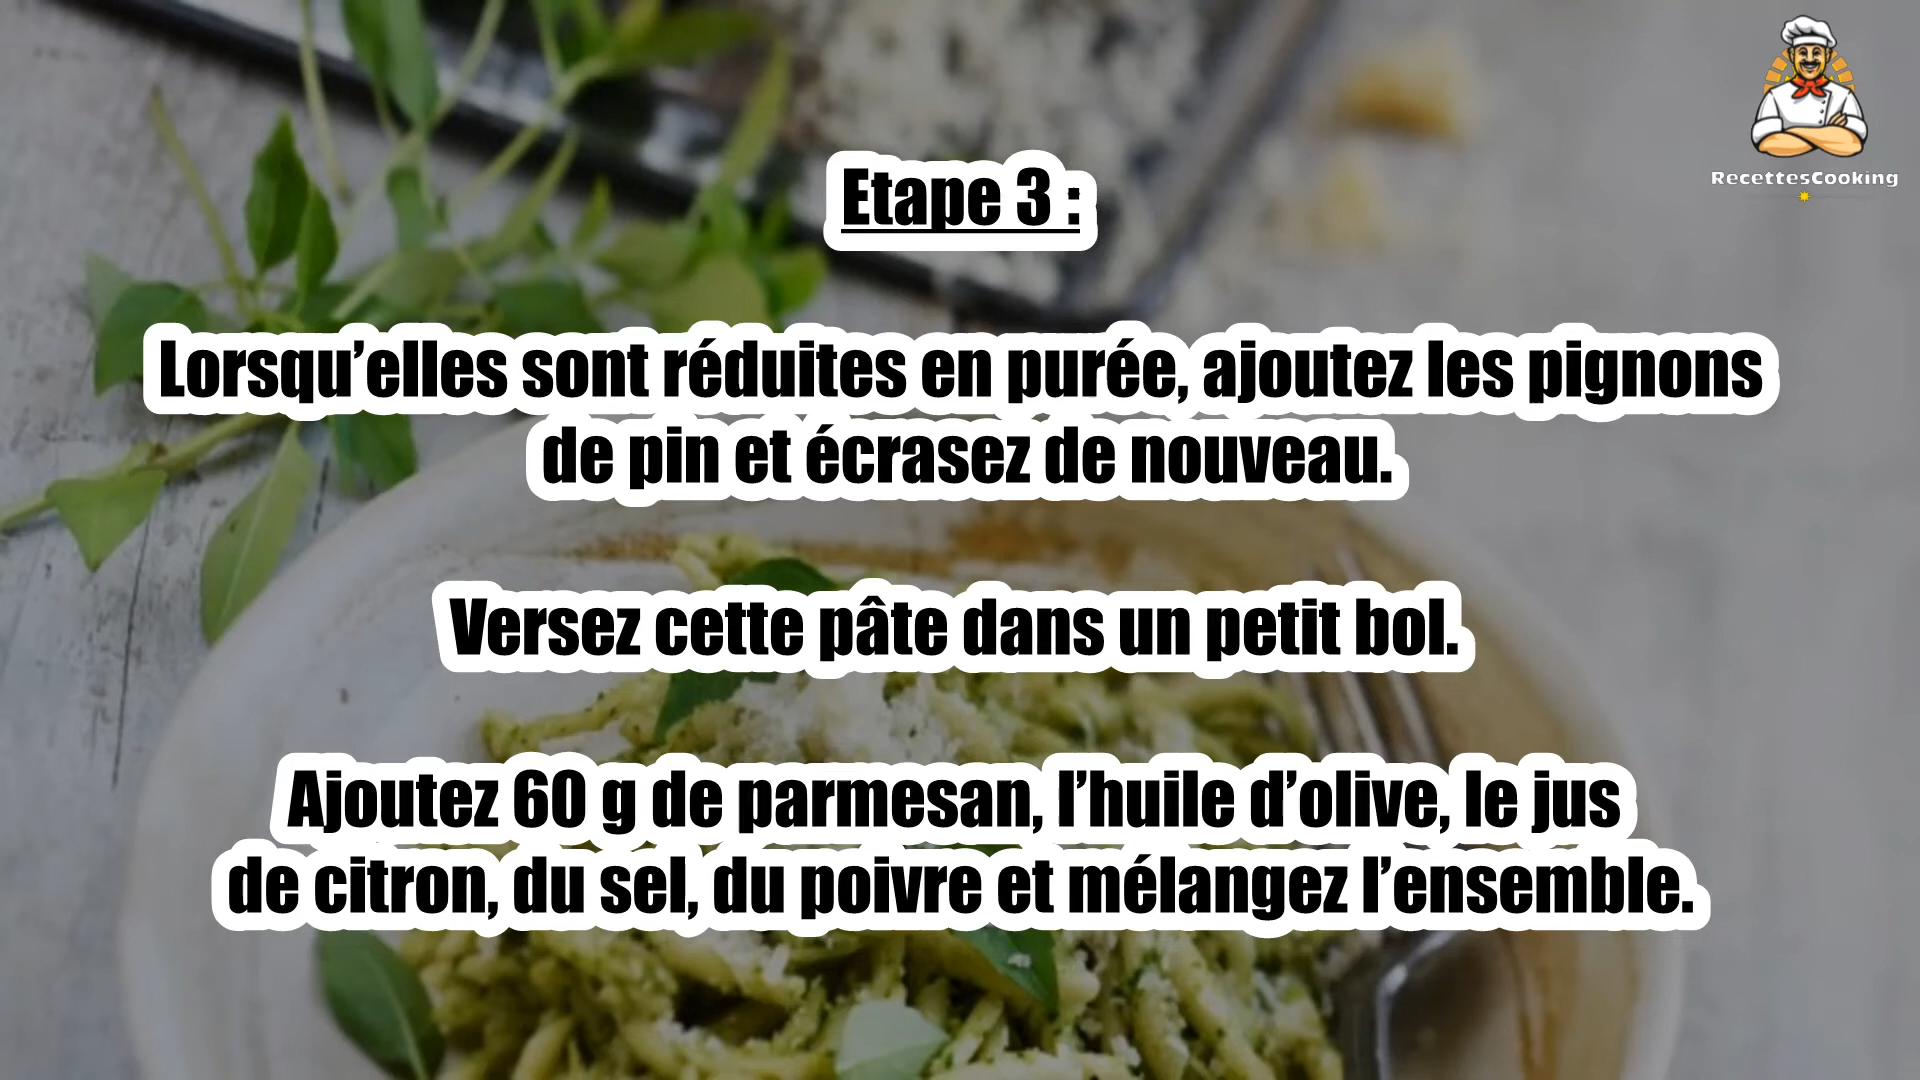 RecettesCooking
Etape 3 :
Lorsqu’elles sont réduites en purée, ajoutez les pignons
de pin et écrasez de nouveau.
Versez cette pâte dans un petit bol.
Ajoutez 60 g de parmesan, l’huile d’olive, le jus
de citron, du sel, du poivre et mélangez l’ensemble.